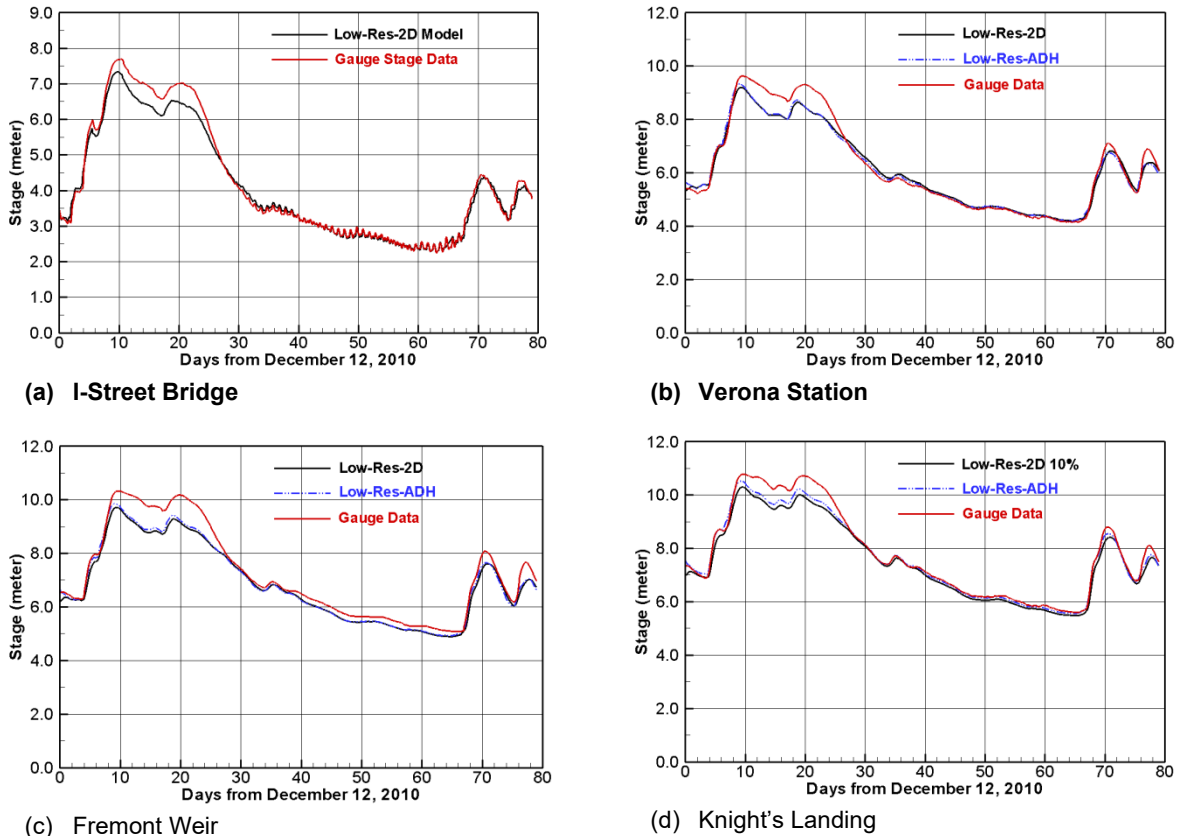 9.0
8.0
7.0
6.0
5.0
4.0
3.0
2.0
1.0
0.0
Stage (meter)
Low-Res-2D Model
Gauge Stage Data
0 10 20 30 40 50 60 70 80
Days from December 12, 2010
(a) I-Street Bridge
12.0
10.0
8.0
6.0
4.0
2.0
0.0
Stage (meter)
Low-Res-2D
Low-Res-ADH
Gauge Data
0 10 20 30 40 50 60 70 80
Days from December 12, 2010
(b) Verona Station
12.0
10.0
8.0
6.0
4.0
2.0
0.0
Stage (meter)
Low-Res-2D
Low-Res-ADH
Gauge Data
0 10 20 30 40 50 60 70 80
Days from December 12, 2010
(c) Fremont Weir
12.0
10.0
8.0
6.0
4.0
2.0
0.0
Stage (meter)
Low-Res-2D 10%
Low-Res-ADH
Gauge Data
0 10 20 30 40 50 60 70 80
Days from December 12, 2010
(d) Knight's Landing